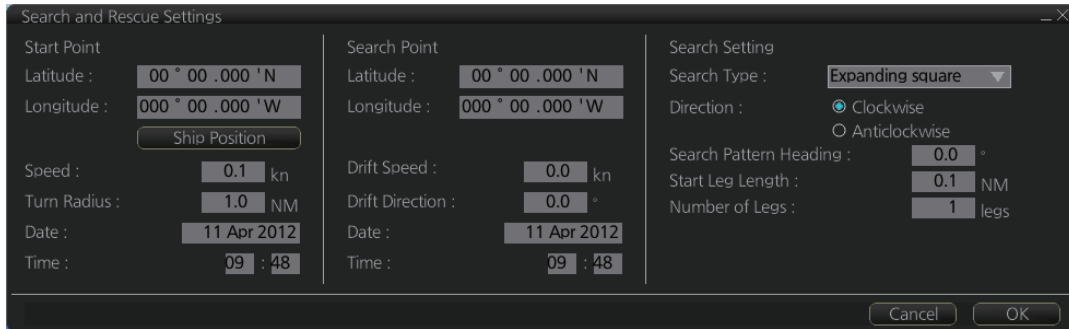 Search and Rescue Settings
Start Point
Latitude : 00 ° 00 .000 ' N
Longitude : 000 ° 00 .000 ' W
Ship Position
Speed : 0.1 kn
Turn Radius : 1.0 NM
Date : 11 Apr 2012
Time : 09 : 48
Search Point
Latitude : 00 ° 00 .000 ' N
Longitude : 000 ° 00 .000 ' W
Drift Speed : 0.0 kn
Drift Direction : 0.0 °
Date : 11 Apr 2012
Time : 09 : 48
Search Setting
Search Type : Expanding square
Direction : Clockwise
Anticlockwise
Search Pattern Heading : 0.0 °
Start Leg Length : 0.1 NM
Number of Legs : 1 legs
Cancel OK